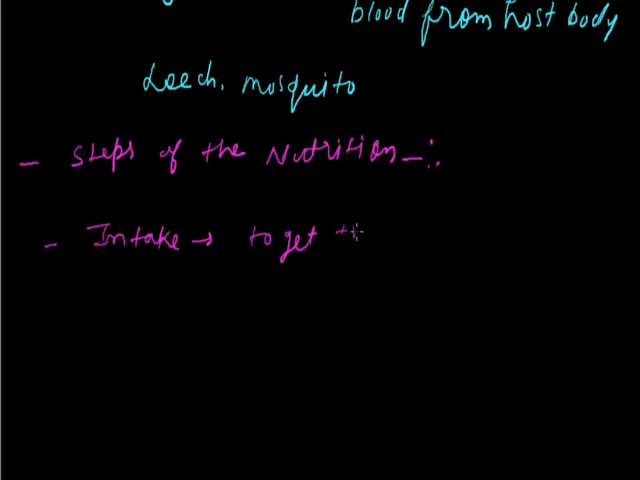 blood from host body
Leech. mosquito
- Steps of the Nutrition -:
- Intake → to get t